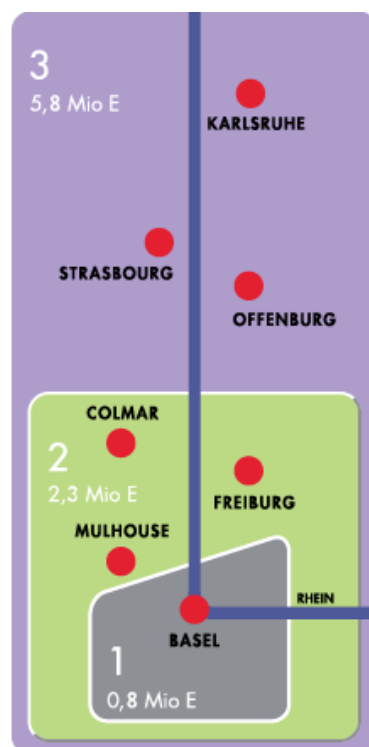 3
5,8 Mio E
KARLSRUHE
STRASBOURG
OFFENBURG
COLMAR
2
2,3 Mio E
FREIBURG
MULHOUSE
RHEIN
BASEL
1
0,8 Mio E